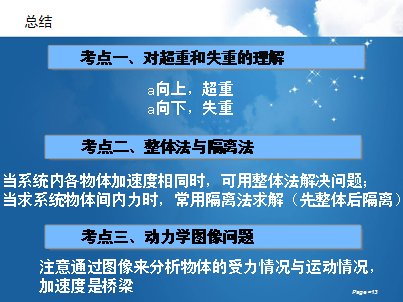 总结
考点一、对超重和失重的理解
a向上，超重
a向下，失重
考点二、整体法与隔离法
当系统内各物体加速度相同时，可用整体法解决问题；
当求系统物体间内力时，常用隔离法求解（先整体后隔离）
考点三、动力学图像问题
注意通过图像来分析物体的受力情况与运动情况，
加速度是桥梁
Page ▪13